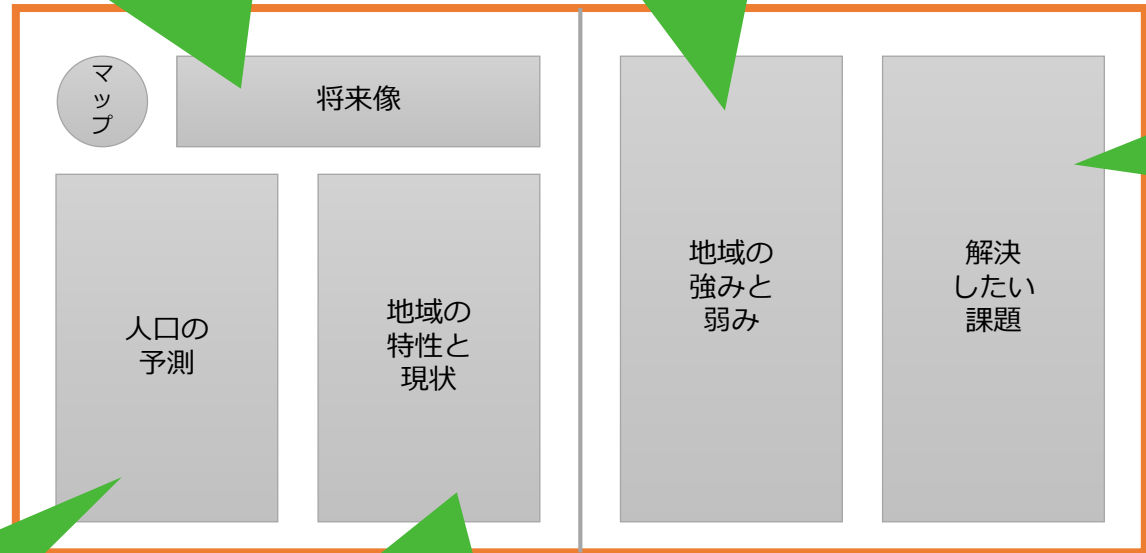 マップ
将来像
人口の
予測
地域の
特性と
現状
地域の
強みと
弱み
解決
したい
課題